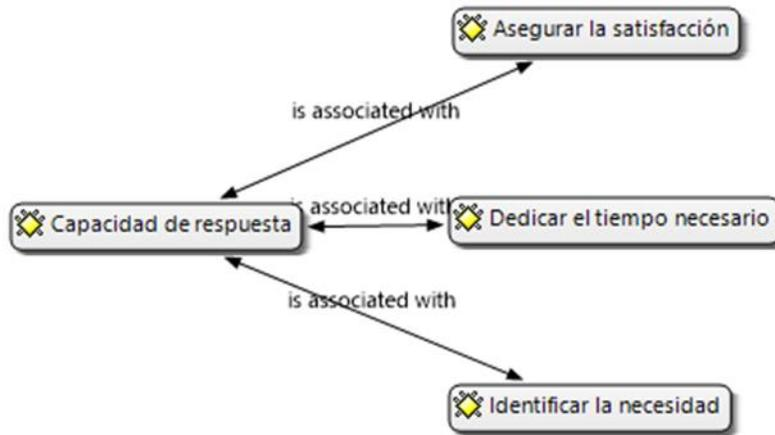 Asegurar la satisfacción
is associated with
is associated with
Capacidad de respuesta
Dedicar el tiempo necesario
is associated with
Identificar la necesidad